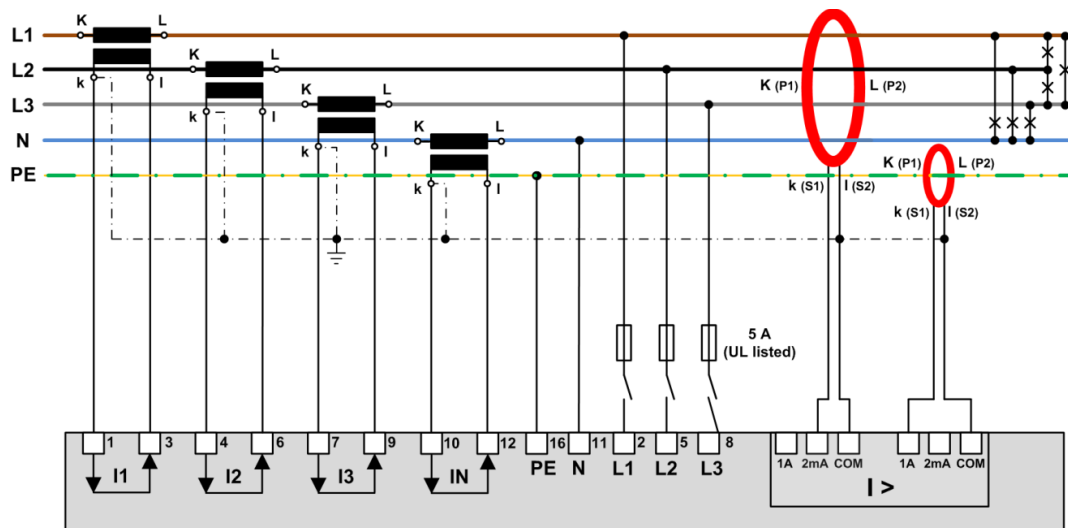 K L
L1
k l
K L
L2
k l
K (P1) L (P2)
K L
L3
k l
K L
N
k l
K (P1) L (P2)
PE
k (S1) l (S2)
k (S1) l (S2)
5 A
(UL listed)
1 3 4 6 7 9 10 12 16 11 2 5 8
I1 I2 I3 IN PE N L1 L2 L3
1A 2mA COM 1A 2mA COM
I >